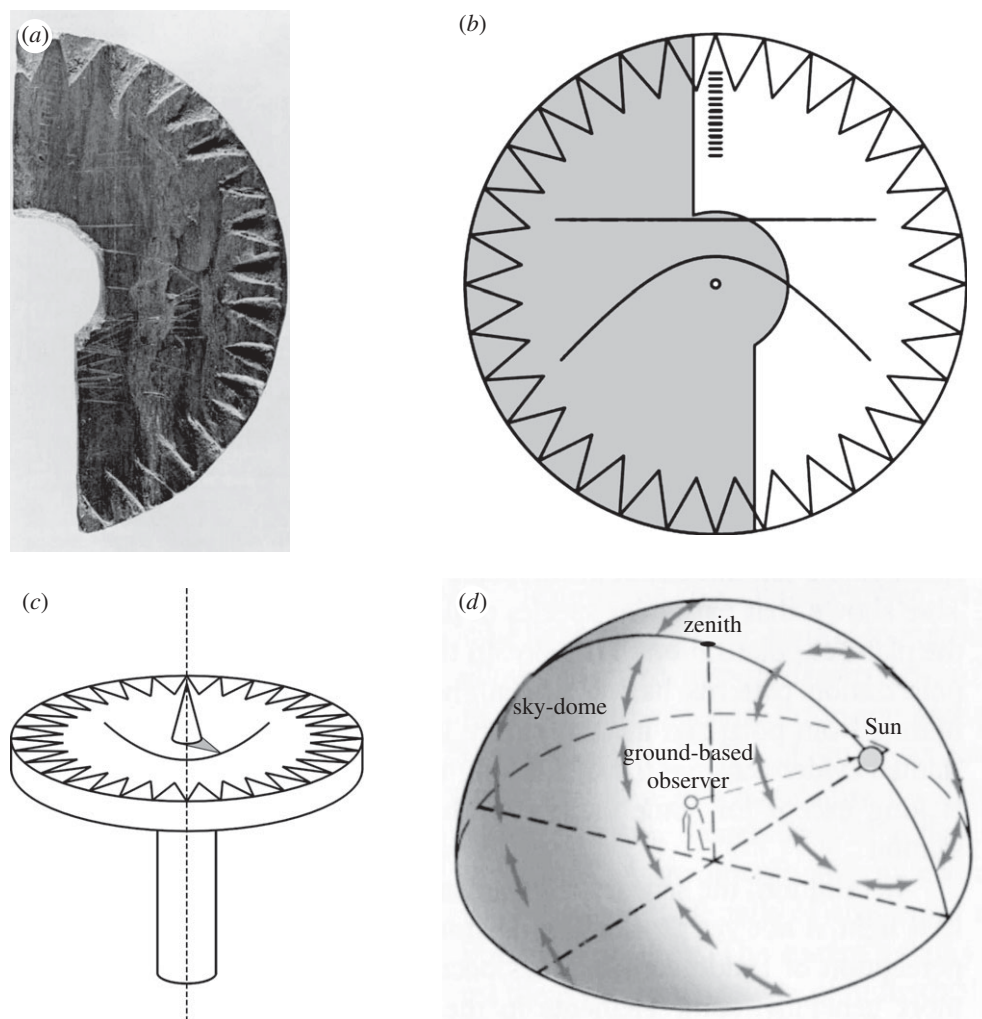 (a)
(b)
(c)
(d)
zenith
sky-dome
Sun
ground-based
observer